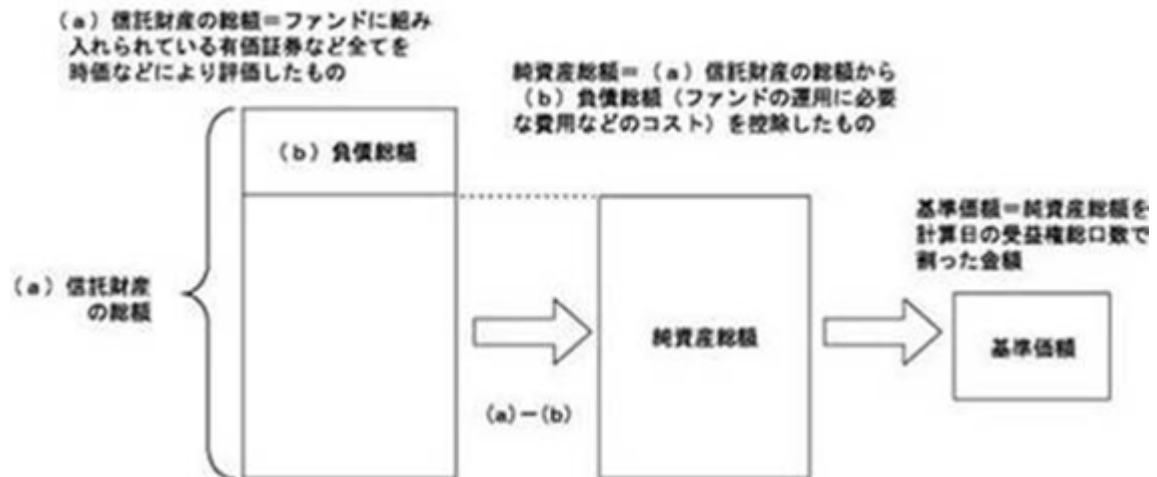 (a)信託財産の総額＝ファンドに組み
入れられている有価証券など全てを
時価などにより評価したもの
純資産総額＝(a)信託財産の総額から
(b)負債総額(ファンドの運用に必要
な費用などのコスト)を控除したもの
(b)負債総額
基準価額＝純資産総額を
計算日の受益権総口数で
割った金額
(a)信託財産
の総額
純資産総額
基準価額
(a)－(b)